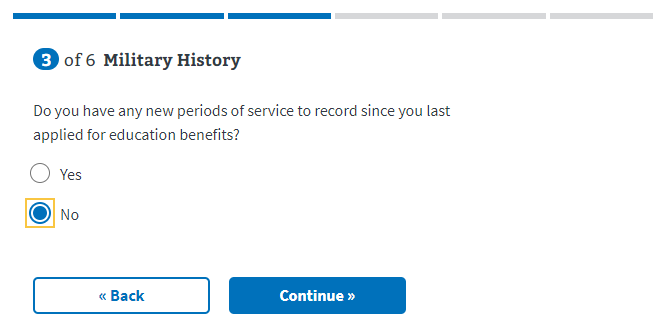 3 of 6 Military History
Do you have any new periods of service to record since you last
applied for education benefits?
Yes
No
« Back
Continue »